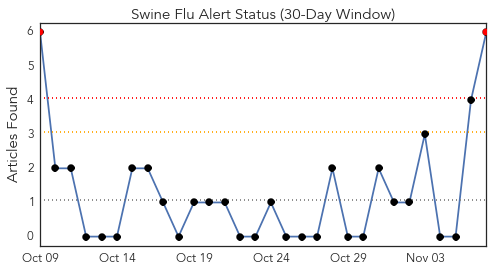 Swine Flu Alert Status (30-Day Window)
Articles Found
6
5
4
3
2
1
0
Oct 09
Oct 14
Oct 19
Oct 24
Oct 29
Nov 03